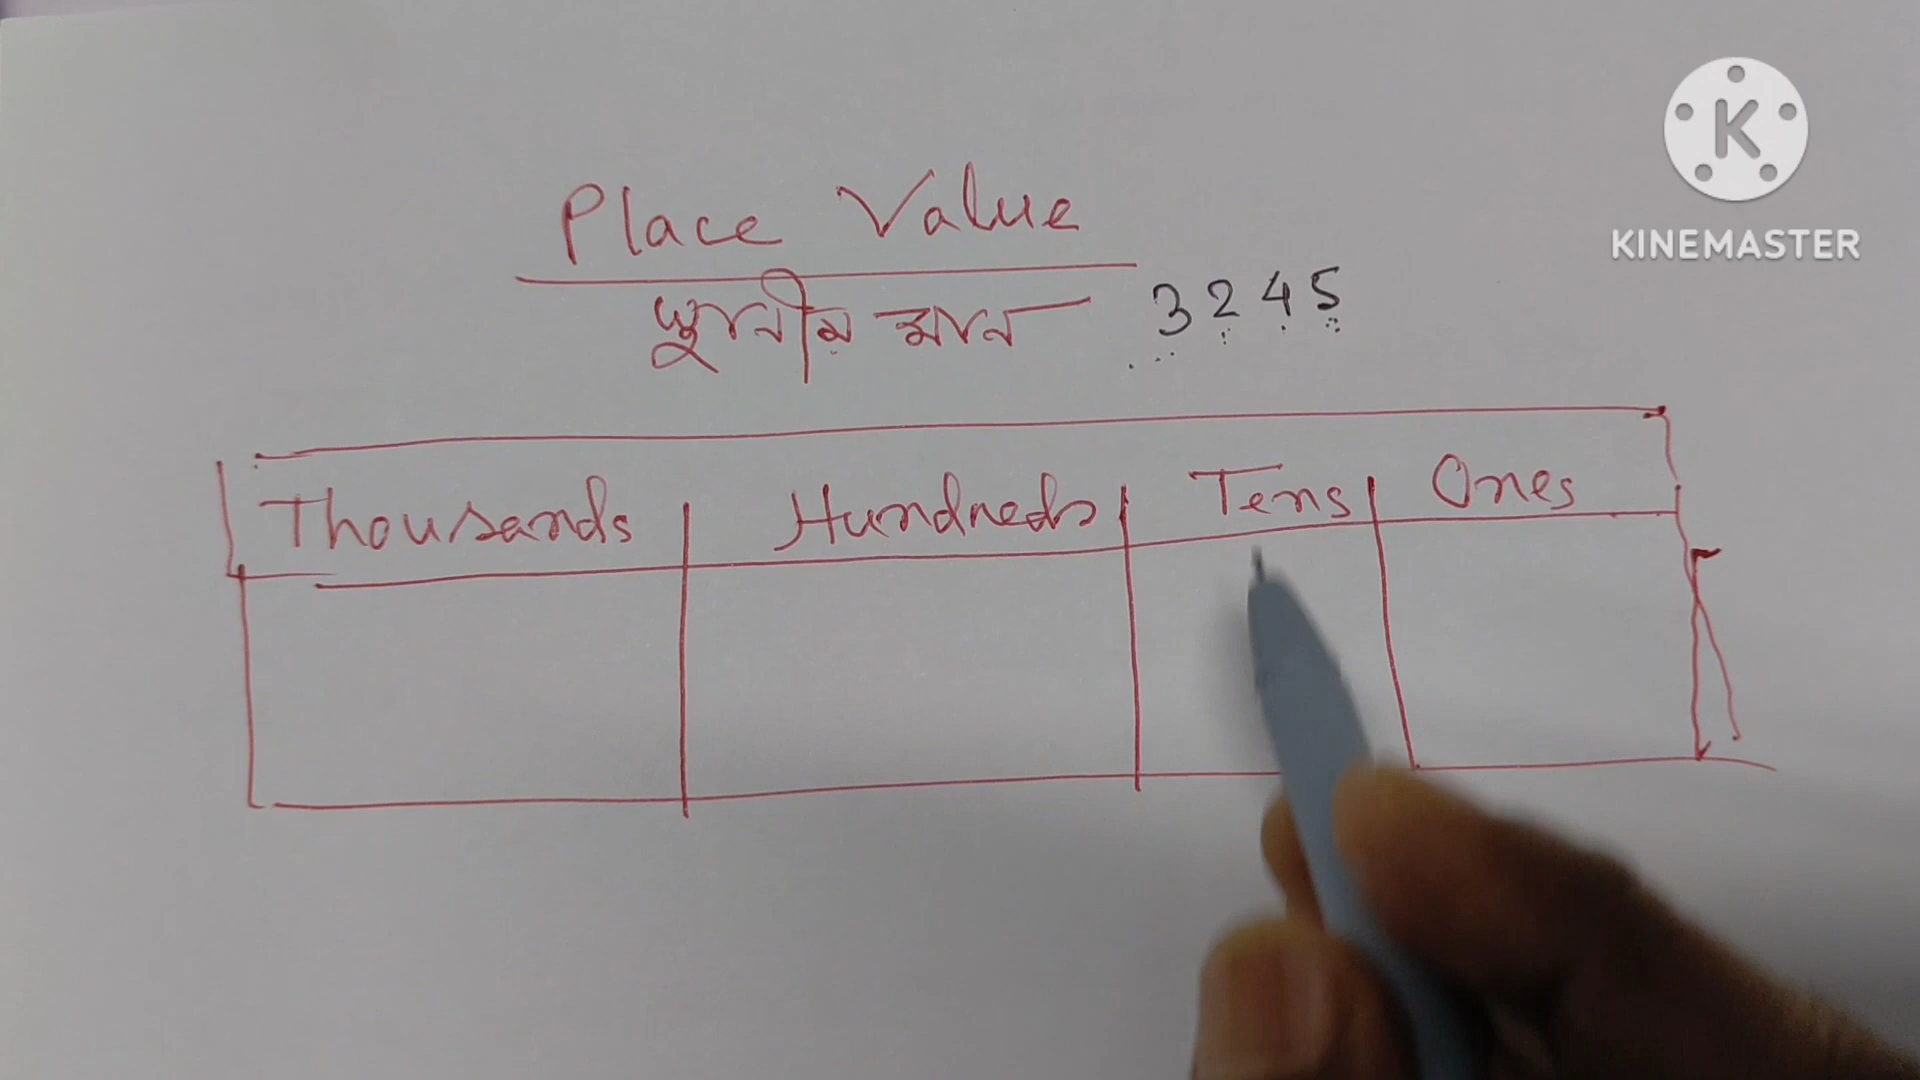 Place Value
স্থানীয় মান
3245
Thousands Hundreds Tens Ones
KINEMASTER